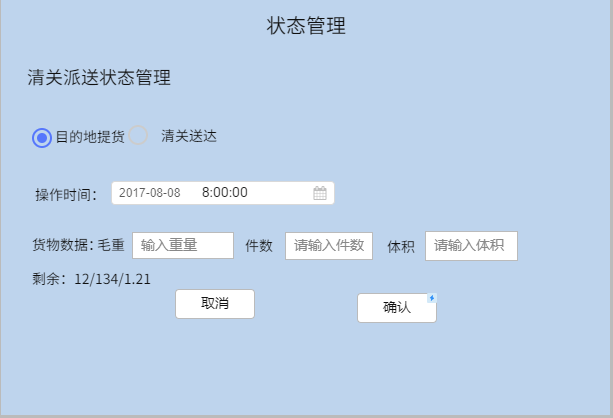 状态管理
清关派送状态管理
目的地提货 清关送达
操作时间： 2017-08-08 8:00:00
货物数据：毛重 输入重量 件数 请输入件数 体积 请输入体积
剩余：12/134/1.21
取消 确认